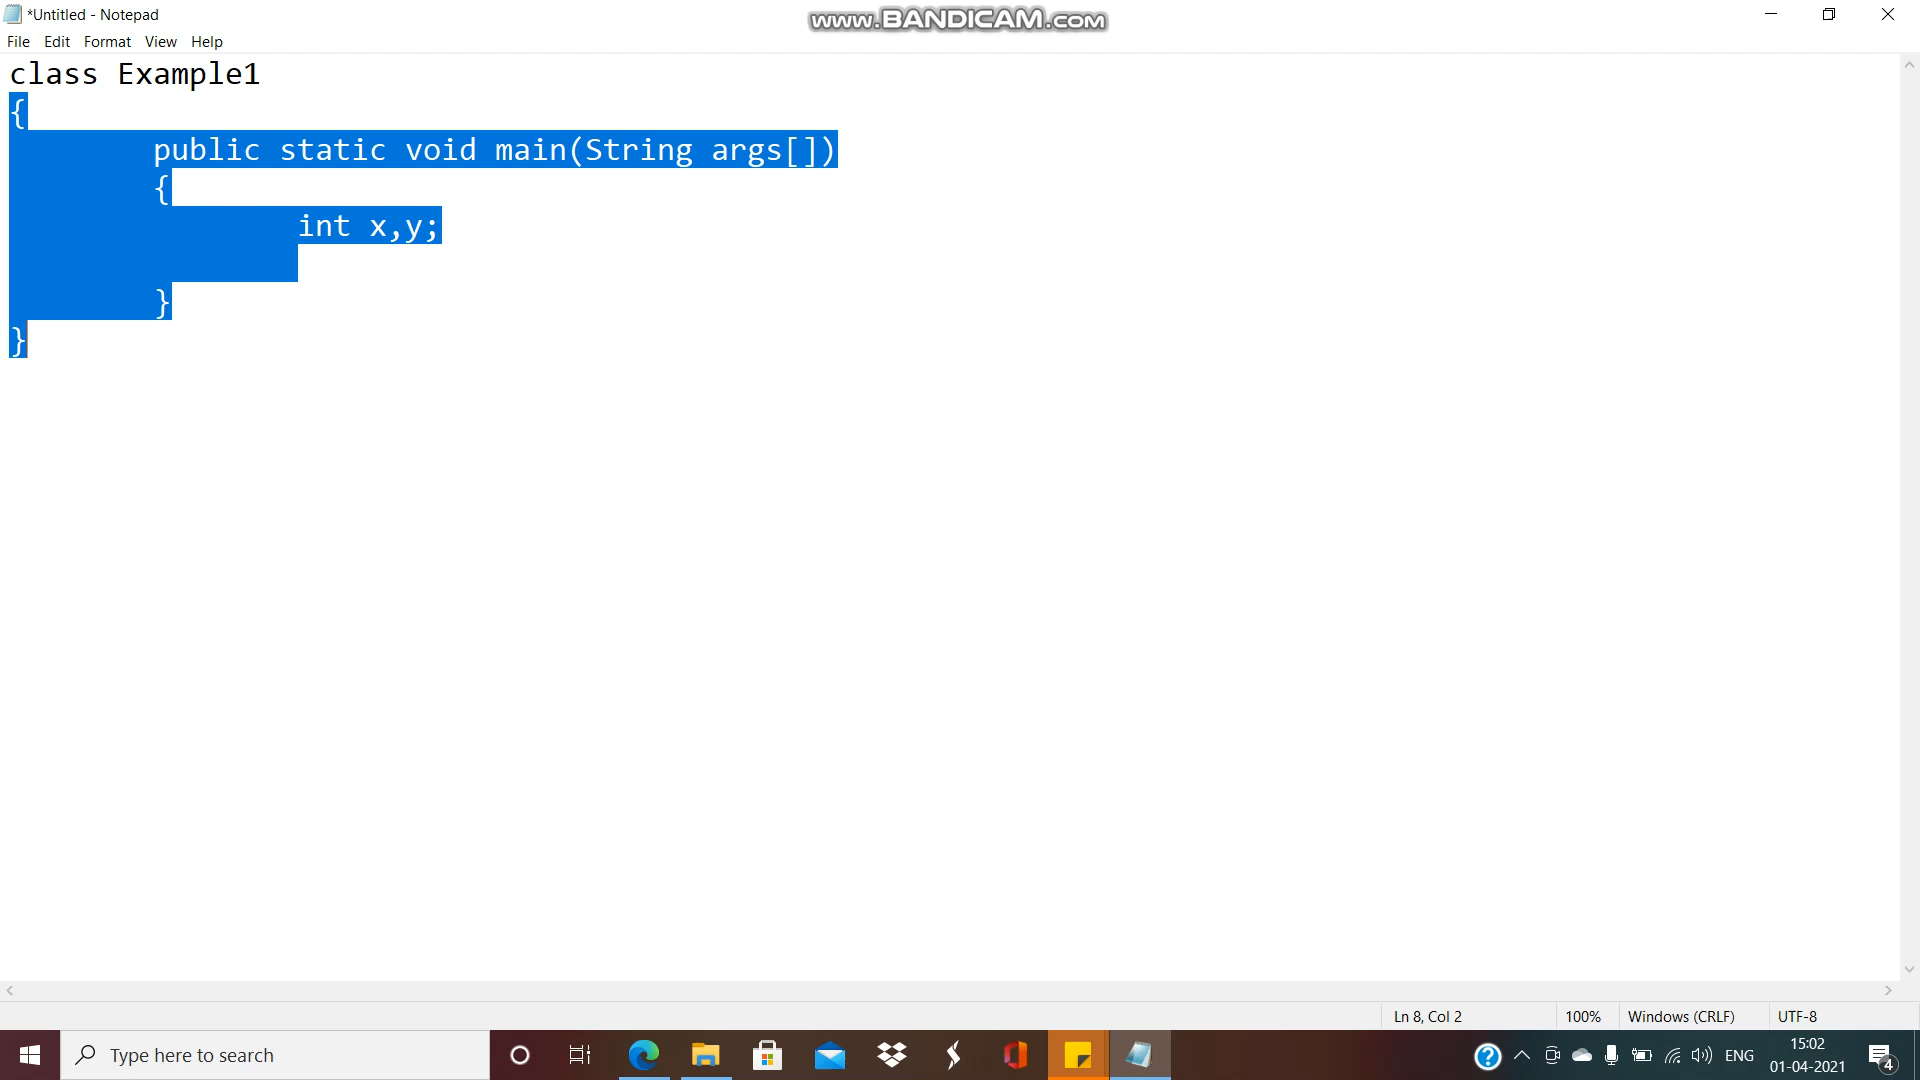 *Untitled - Notepad
www.BANDICAM.com
File Edit Format View Help
class Example1
{
public static void main(String args[])
{
int x,y;
}
}
Ln 8, Col 2 100% Windows (CRLF) UTF-8
Type here to search
ENG
15:02
01-04-2021
4